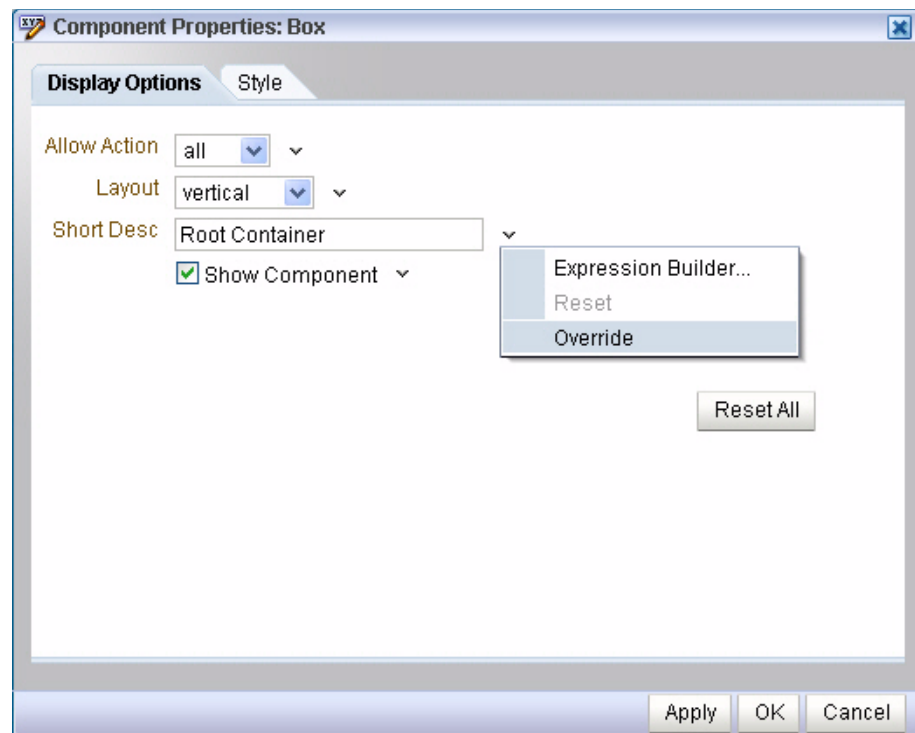 Component Properties: Box
Display Options Style
Allow Action all
Layout vertical
Short Desc Root Container
Show Component
Expression Builder...
Reset
Override
Reset All
Apply OK Cancel